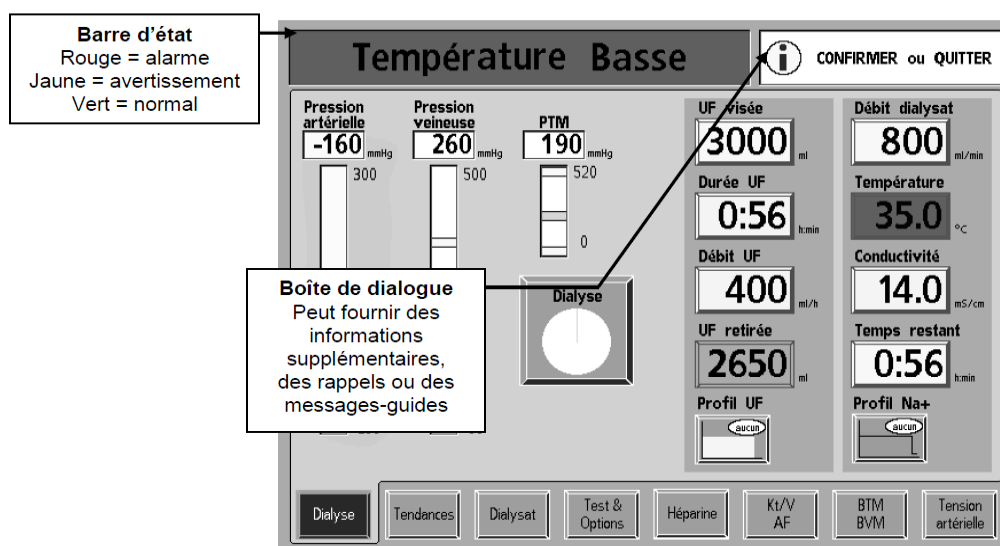 Barre d'état
Rouge = alarme
Jaune = avertissement
Vert = normal
Température Basse
i CONFIRMER ou QUITTER
Pression
artérielle
-160 mmHg
300
Pression
veineuse
260 mmHg
500
PTM
190 mmHg
520
0
UF visée
3000 ml
Durée UF
0:56 h:min
Débit UF
400 ml/h
UF retirée
2650 ml
Profil UF
aucun
Débit dialysat
800 ml/min
Température
35.0 °C
Conductivité
14.0 mS/cm
Temps restant
0:56 h:min
Profil Na+
aucun
Boîte de dialogue
Peut fournir des
informations
supplémentaires,
des rappels ou des
messages-guides
Dialyse
Dialyse
Tendances
Dialysat
Test &
Options
Héparine
Kt/V
AF
BTM
BVM
Tension
artérielle